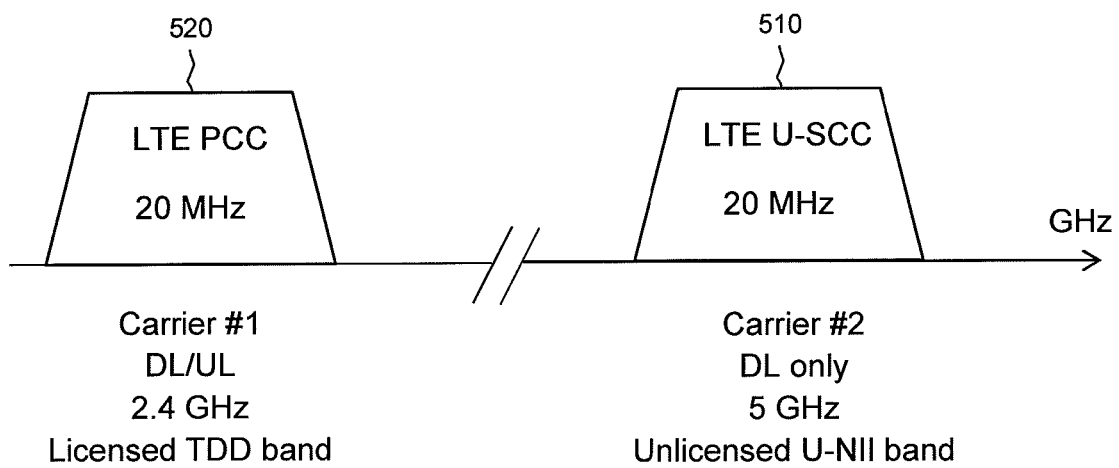 520
510
LTE PCC
LTE U-SCC
20 MHz
20 MHz
GHz
Carrier #1
DL/UL
2.4 GHz
Licensed TDD band
Carrier #2
DL only
5 GHz
Unlicensed U-NII band